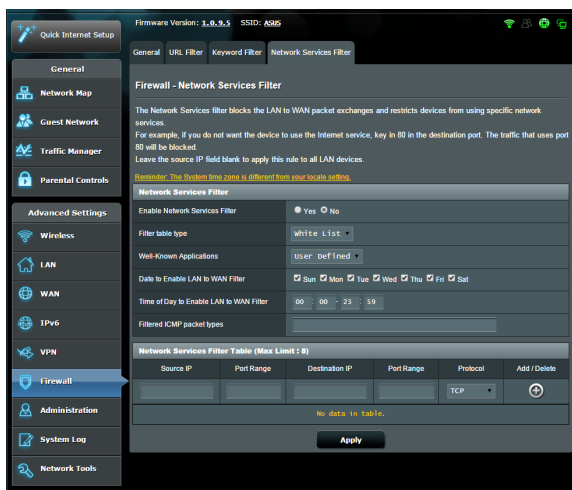 Quick Internet Setup
Firmware Version: 1.0.9.5 SSID: ASUS
General URL Filter Keyword Filter Network Services Filter
General
Network Map
Guest Network
Traffic Manager
Parental Controls
Advanced Settings
Wireless
LAN
WAN
IPv6
VPN
Firewall
Administration
System Log
Network Tools
Firewall - Network Services Filter
The Network Services filter blocks the LAN to WAN packet exchanges and restricts devices from using specific network
services.
For example, if you do not want the device to use the Internet service, key in 80 in the destination port. The traffic that uses port
80 will be blocked.
Leave the source IP field blank to apply this rule to all LAN devices.
Reminder: The System time zone is different from your locale setting.
Network Services Filter
Enable Network Services Filter Yes No
Filter table type White List
Well-Known Applications User Defined
Date to Enable LAN to WAN Filter Sun Mon Tue Wed Thu Fri Sat
Time of Day to Enable LAN to WAN Filter 00 : 00 - 23 : 59
Filtered ICMP packet types
Network Services Filter Table (Max Limit : 8)
Source IP Port Range Destination IP Port Range Protocol Add / Delete
TCP
No data in table.
Apply